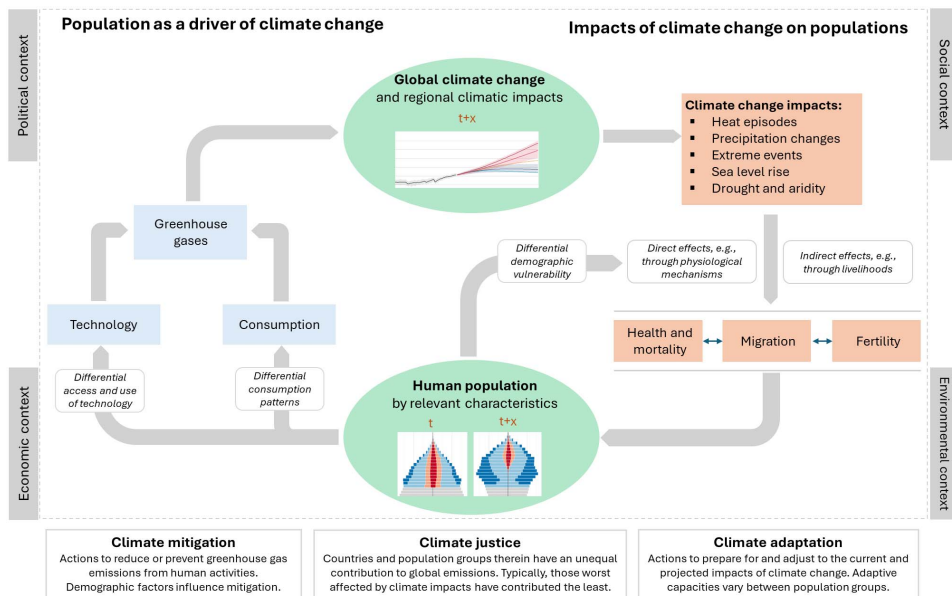 Population as a driver of climate change
Impacts of climate change on populations
Political context
Social context
Global climate change
and regional climatic impacts
t+x
Climate change impacts:
▪ Heat episodes
▪ Precipitation changes
▪ Extreme events
▪ Sea level rise
▪ Drought and aridity
Greenhouse
gases
Differential
demographic
vulnerability
Direct effects, e.g.,
through physiological
mechanisms
Indirect effects, e.g.,
through livelihoods
Technology
Consumption
Health and
mortality
Migration
Fertility
Differential
access and use
of technology
Differential
consumption
patterns
Human population
by relevant characteristics
t
t+x
Economic context
Environmental context
Climate mitigation
Actions to reduce or prevent greenhouse gas
emissions from human activities.
Demographic factors influence mitigation.
Climate justice
Countries and population groups therein have an unequal
contribution to global emissions. Typically, those worst
affected by climate impacts have contributed the least.
Climate adaptation
Actions to prepare for and adjust to the current and
projected impacts of climate change. Adaptive
capacities vary between population groups.